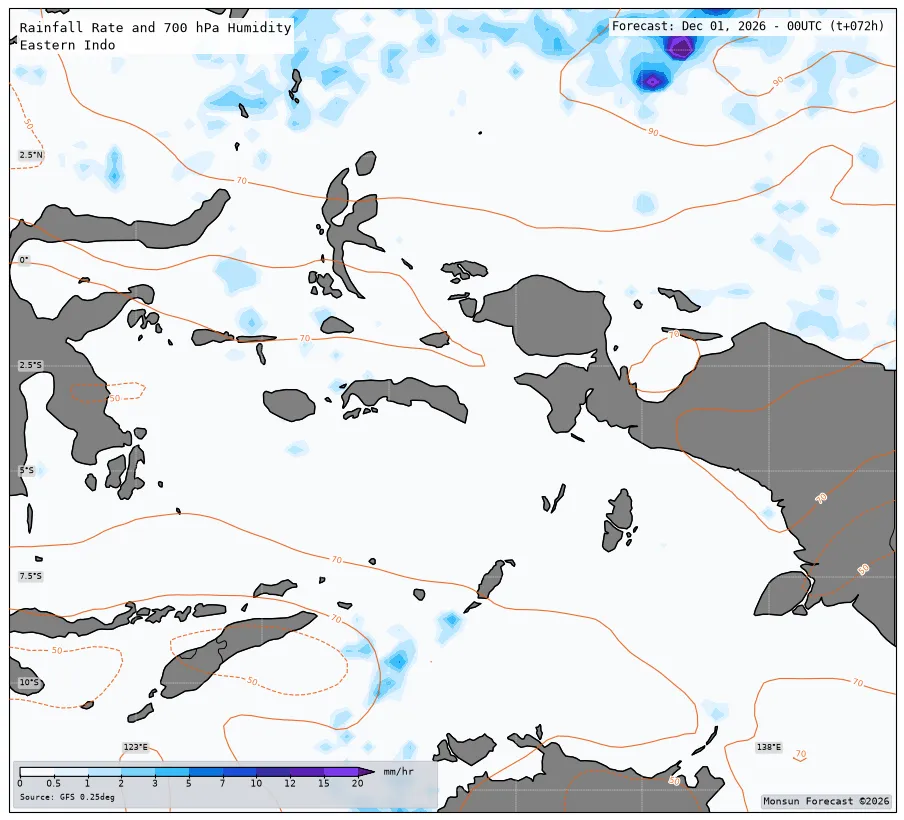 Rainfall Rate and 700 hPa Humidity
Eastern Indo
Forecast: Dec 01, 2026 - 00UTC (t+072h)
90
50
90
2.5°N
70
0°
70
70
2.5°S
50
5°S
70
7.5°S
70
50
70
50
50
10°S
70
123°E
138°E
70
50
0 0.5 1 2 3 5 7 10 12 15 20 mm/hr
Source: GFS 0.25deg
Monsun Forecast ©2026